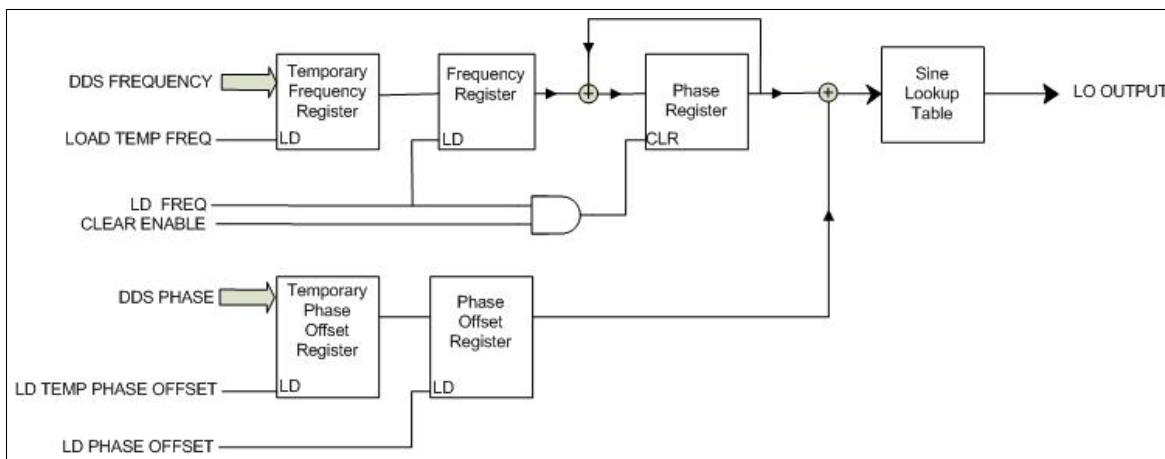 DDS FREQUENCY
Temporary
Frequency
Register
LD
LOAD TEMP FREQ
Frequency
Register
LD
Phase
Register
CLR
Sine
Lookup
Table
LO OUTPUT
LD FREQ
CLEAR ENABLE
DDS PHASE
Temporary
Phase
Offset
Register
LD
Phase
Offset
Register
LD
LD TEMP PHASE OFFSET
LD PHASE OFFSET